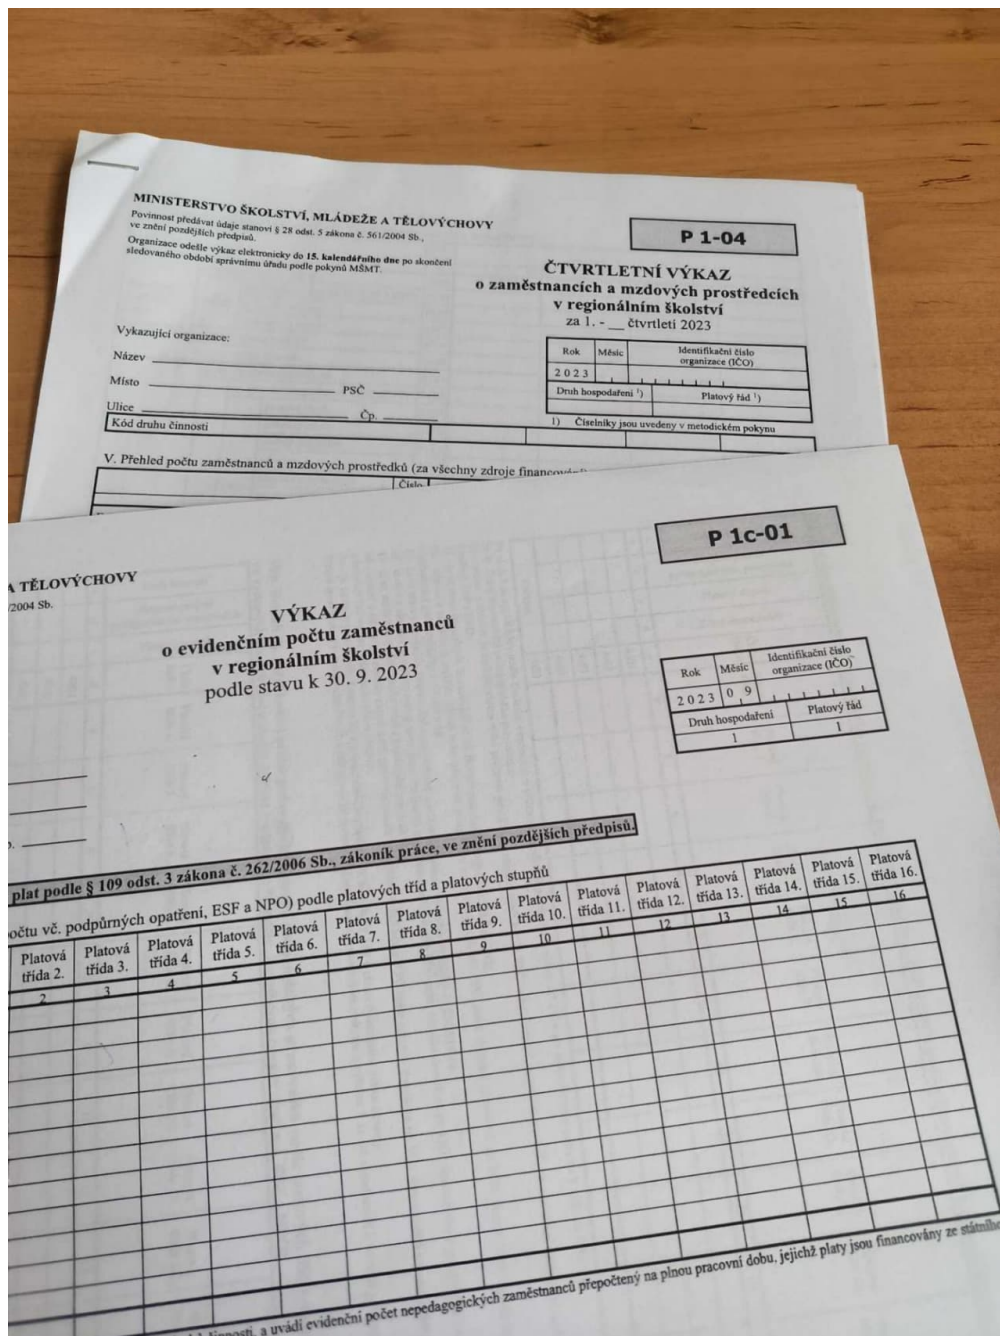 MINISTERSTVO ŠKOLSTVÍ, MLÁDEŽE A TĚLOVÝCHOVY
Povinnost předávat údaje stanoví § 28 odst. 5 zákona č. 561/2004 Sb.,
ve znění pozdějších předpisů.
Organizace odešle výkaz elektronicky do 15. kalendářního dne po skončení
sledovaného období správnímu úřadu podle pokynů MŠMT.
P 1-04
ČTVRTLETNÍ VÝKAZ
o zaměstnancích a mzdových prostředcích
v regionálním školství
za 1. - __ čtvrtletí 2023
Vykazující organizace:
Název
Místo PSČ
Ulice Čp.
Rok Měsíc Identifikační číslo
organizace (IČO)
2 0 2 3
Druh hospodaření ¹) Platový řád ¹)
1) Číselníky jsou uvedeny v metodickém pokynu
Kód druhu činnosti
V. Přehled počtu zaměstnanců a mzdových prostředků (za všechny zdroje
Číslo
P 1c-01
A TĚLOVÝCHOVY
/2004 Sb.
VÝKAZ
o evidenčním počtu zaměstnanců
v regionálním školství
podle stavu k 30. 9. 2023
Rok Měsíc Identifikační číslo
organizace (IČO)
2 0 2 3 0 9
Druh hospodaření Platový řád
1 1
plat podle § 109 odst. 3 zákona č. 262/2006 Sb., zákoník práce, ve znění pozdějších předpisů.
očtu vč. podpůrných opatření, ESF a NPO) podle platových tříd a platových stupňů
Platová třída 2. Platová třída 3. Platová třída 4. Platová třída 5. Platová třída 6. Platová třída 7. Platová třída 8. Platová třída 9. Platová třída 10. Platová třída 11. Platová třída 12. Platová třída 13. Platová třída 14. Platová třída 15. Platová třída 16.
2 3 4 5 6 7 8 9 10 11 12 13 14 15 16
a uvádí evidenční počet nepedagogických zaměstnanců přepočtený na plnou pracovní dobu, jejichž platy jsou financovány ze státního